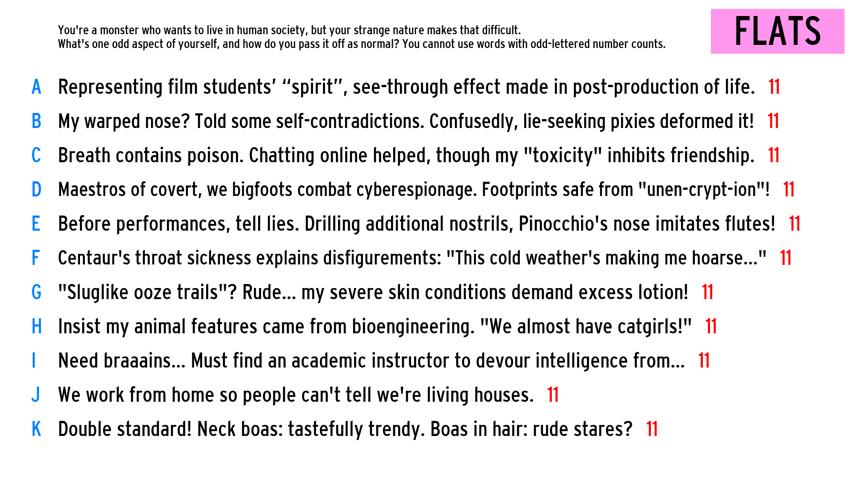 You're a monster who wants to live in human society, but your strange nature makes that difficult.
What's one odd aspect of yourself, and how do you pass it off as normal? You cannot use words with odd-lettered number counts.
FLATS
A Representing film students' “spirit”, see-through effect made in post-production of life. 11
B My warped nose? Told some self-contradictions. Confusedly, lie-seeking pixies deformed it! 11
C Breath contains poison. Chatting online helped, though my "toxicity" inhibits friendship. 11
D Maestros of covert, we bigfoots combat cyberespionage. Footprints safe from "unen-crypt-ion"! 11
E Before performances, tell lies. Drilling additional nostrils, Pinocchio's nose imitates flutes! 11
F Centaur's throat sickness explains disfigurements: "This cold weather's making me hoarse..." 11
G "Sluglike ooze trails"? Rude... my severe skin conditions demand excess lotion! 11
H Insist my animal features came from bioengineering. "We almost have catgirls!" 11
I Need braaains... Must find an academic instructor to devour intelligence from... 11
J We work from home so people can't tell we're living houses. 11
K Double standard! Neck boas: tastefully trendy. Boas in hair: rude stares? 11